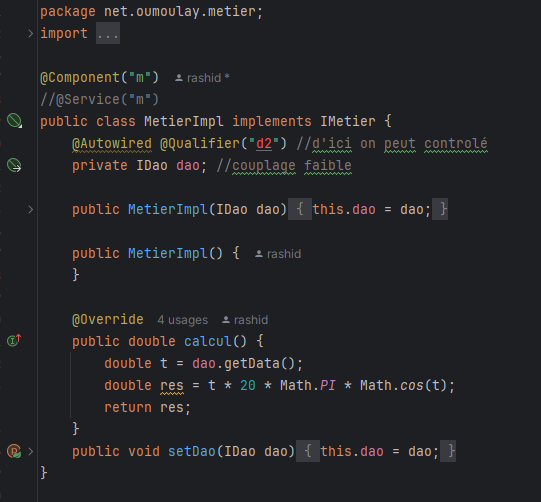 package net.oumoulay.metier;
import ...
@Component("m") rashid *
//@Service("m")
public class MetierImpl implements IMetier {
@Autowired @Qualifier("d2") //d'ici on peut controlé
private IDao dao; //couplage faible
public MetierImpl(IDao dao) { this.dao = dao; }
public MetierImpl() { rashid
}
@Override 4 usages rashid
public double calcul() {
double t = dao.getData();
double res = t * 20 * Math.PI * Math.cos(t);
return res;
}
public void setDao(IDao dao) { this.dao = dao; }
}